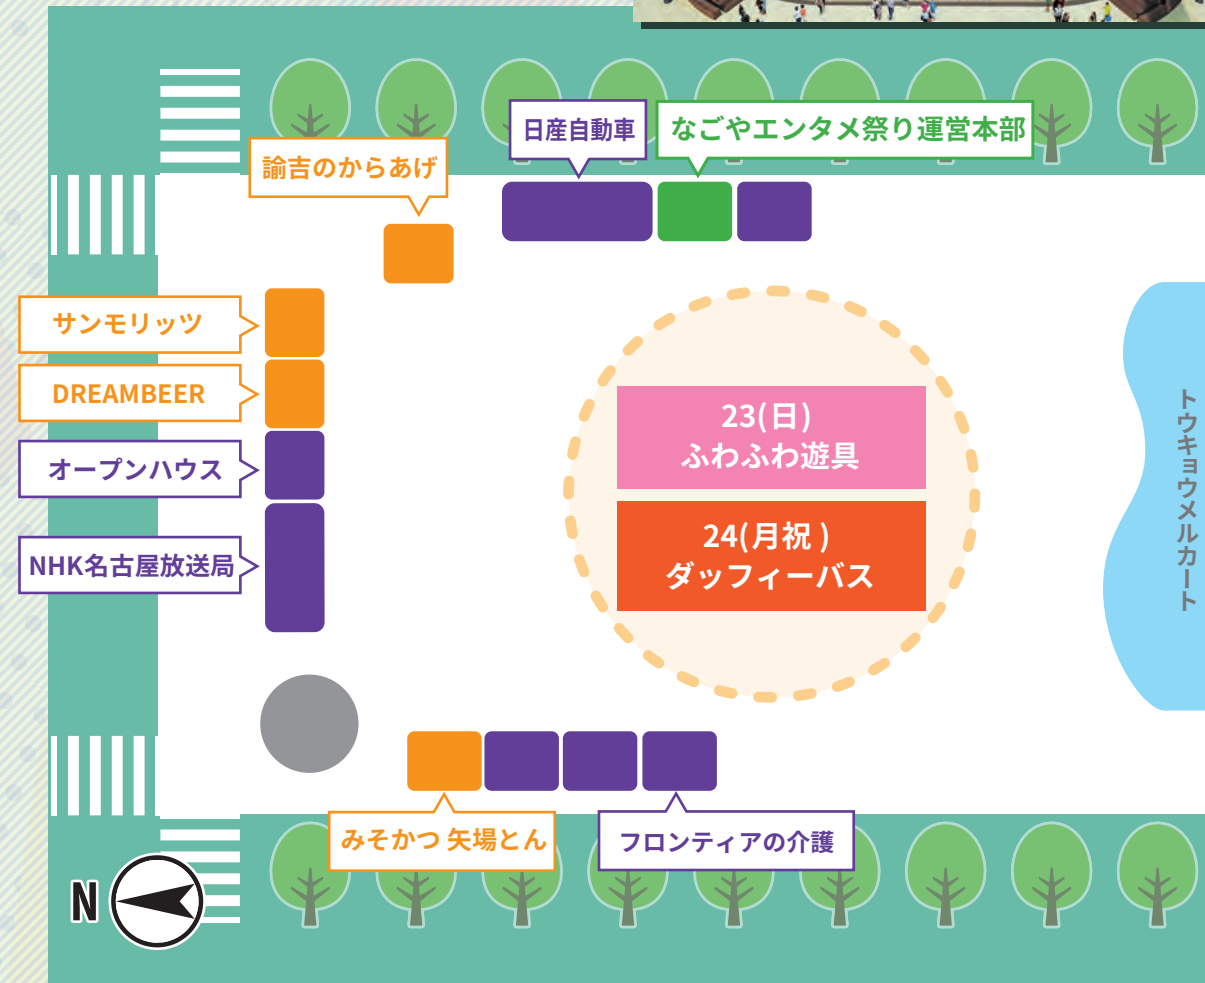 日産自動車
なごやエンタメ祭り運営本部
諭吉のからあげ
サンモリッツ
DREAMBEER
オープンハウス
NHK名古屋放送局
23(日)
ふわふわ遊具
24(月祝 )
ダッフィーバス
トウキョウメルカート
みそかつ 矢場とん
フロンティアの介護
N